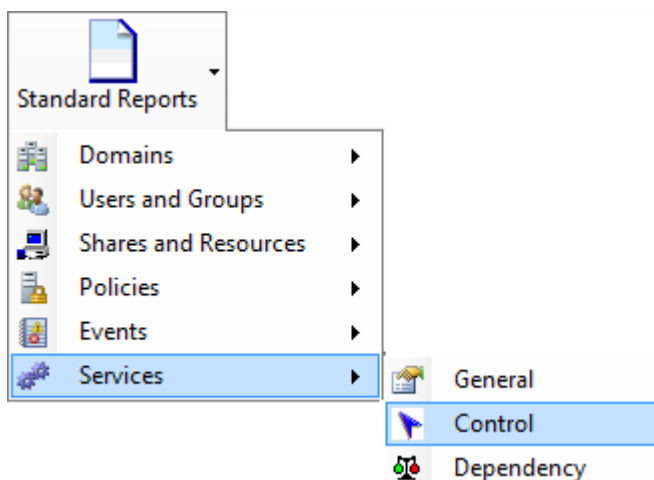 Standard Reports
Domains
Users and Groups
Shares and Resources
Policies
Events
Services
General
Control
Dependency